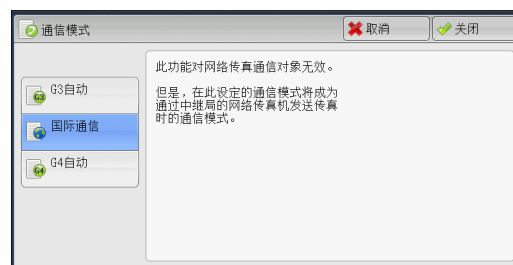 通信模式
取消
关闭
此功能对网络传真通信对象无效。
但是，在此设定的通信模式将成为
通过中继局的网络传真机发送传真
时的通信模式。
G3 G3自动
国际通信
G4 G4自动